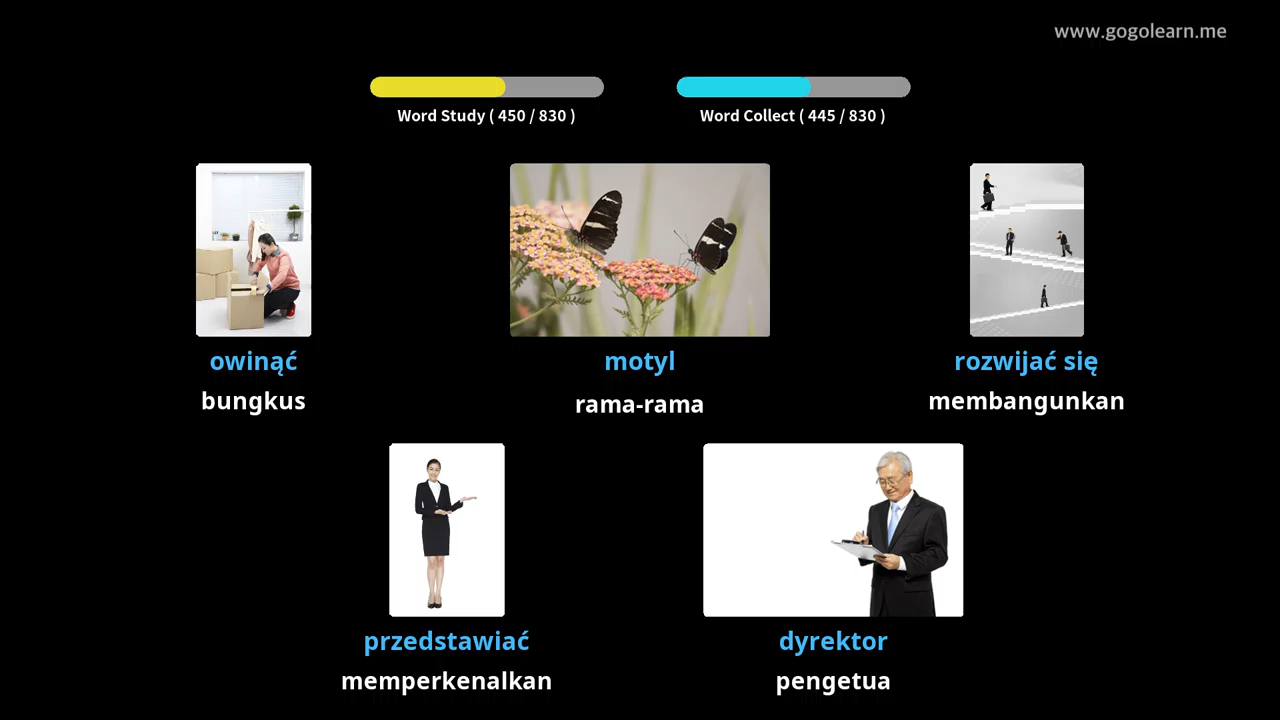 www.gogolearn.me
Word Study ( 450 / 830 )
Word Collect ( 445 / 830 )
owinąć
bungkus
motyl
rama-rama
rozwijać się
membangunkan
przedstawiać
memperkenalkan
dyrektor
pengetua